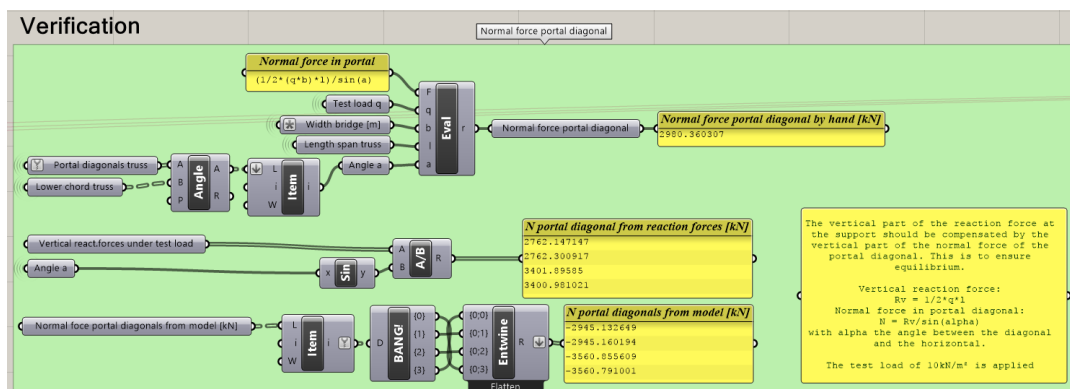 Verification
Normal force portal diagonal
Normal force in portal
(1/2*(q*b)*l)/sin(a)
Test load q
Width bridge [m]
Length span truss
Angle a
F
q
b
l
a
Eval
r
Normal force portal diagonal
Normal force portal diagonal by hand [kN]
2980.360307
Portal diagonals truss
Lower chord truss
A
B
P
Angle
A
R
L
i
W
Item
i
Vertical react.forces under test load
Angle a
x
Sin
y
A
B
A/B
R
N portal diagonal from reaction forces [kN]
2762.147147
2762.300917
3401.89585
3400.981021
Normal foce portal diagonals from model [kN]
L
i
W
Item
i
D
BANG!
{0}
{1}
{2}
{3}
{0;0}
{0;1}
{0;2}
{0;3}
Entwine
R
Flatten
N portal diagonals from model [kN]
-2945.132649
-2945.160194
-3560.855609
-3560.791001
The vertical part of the reaction force at
the support should be compensated by the
vertical part of the normal force of the
portal diagonal. This is to ensure
equilibrium.
Vertical reaction force:
Rv = 1/2*q*l
Normal force in portal diagonal:
N = Rv/sin(alpha)
with alpha the angle between the diagonal
and the horizontal.
The test load of 10kN/m² is applied